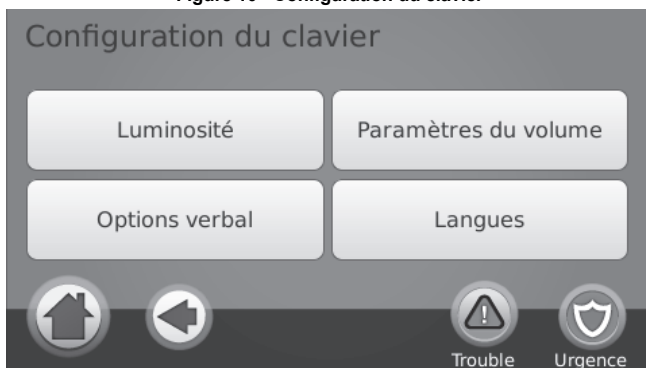 Configuration du clavier
Luminosité
Paramètres du volume
Options verbal
Langues
Trouble
Urgence